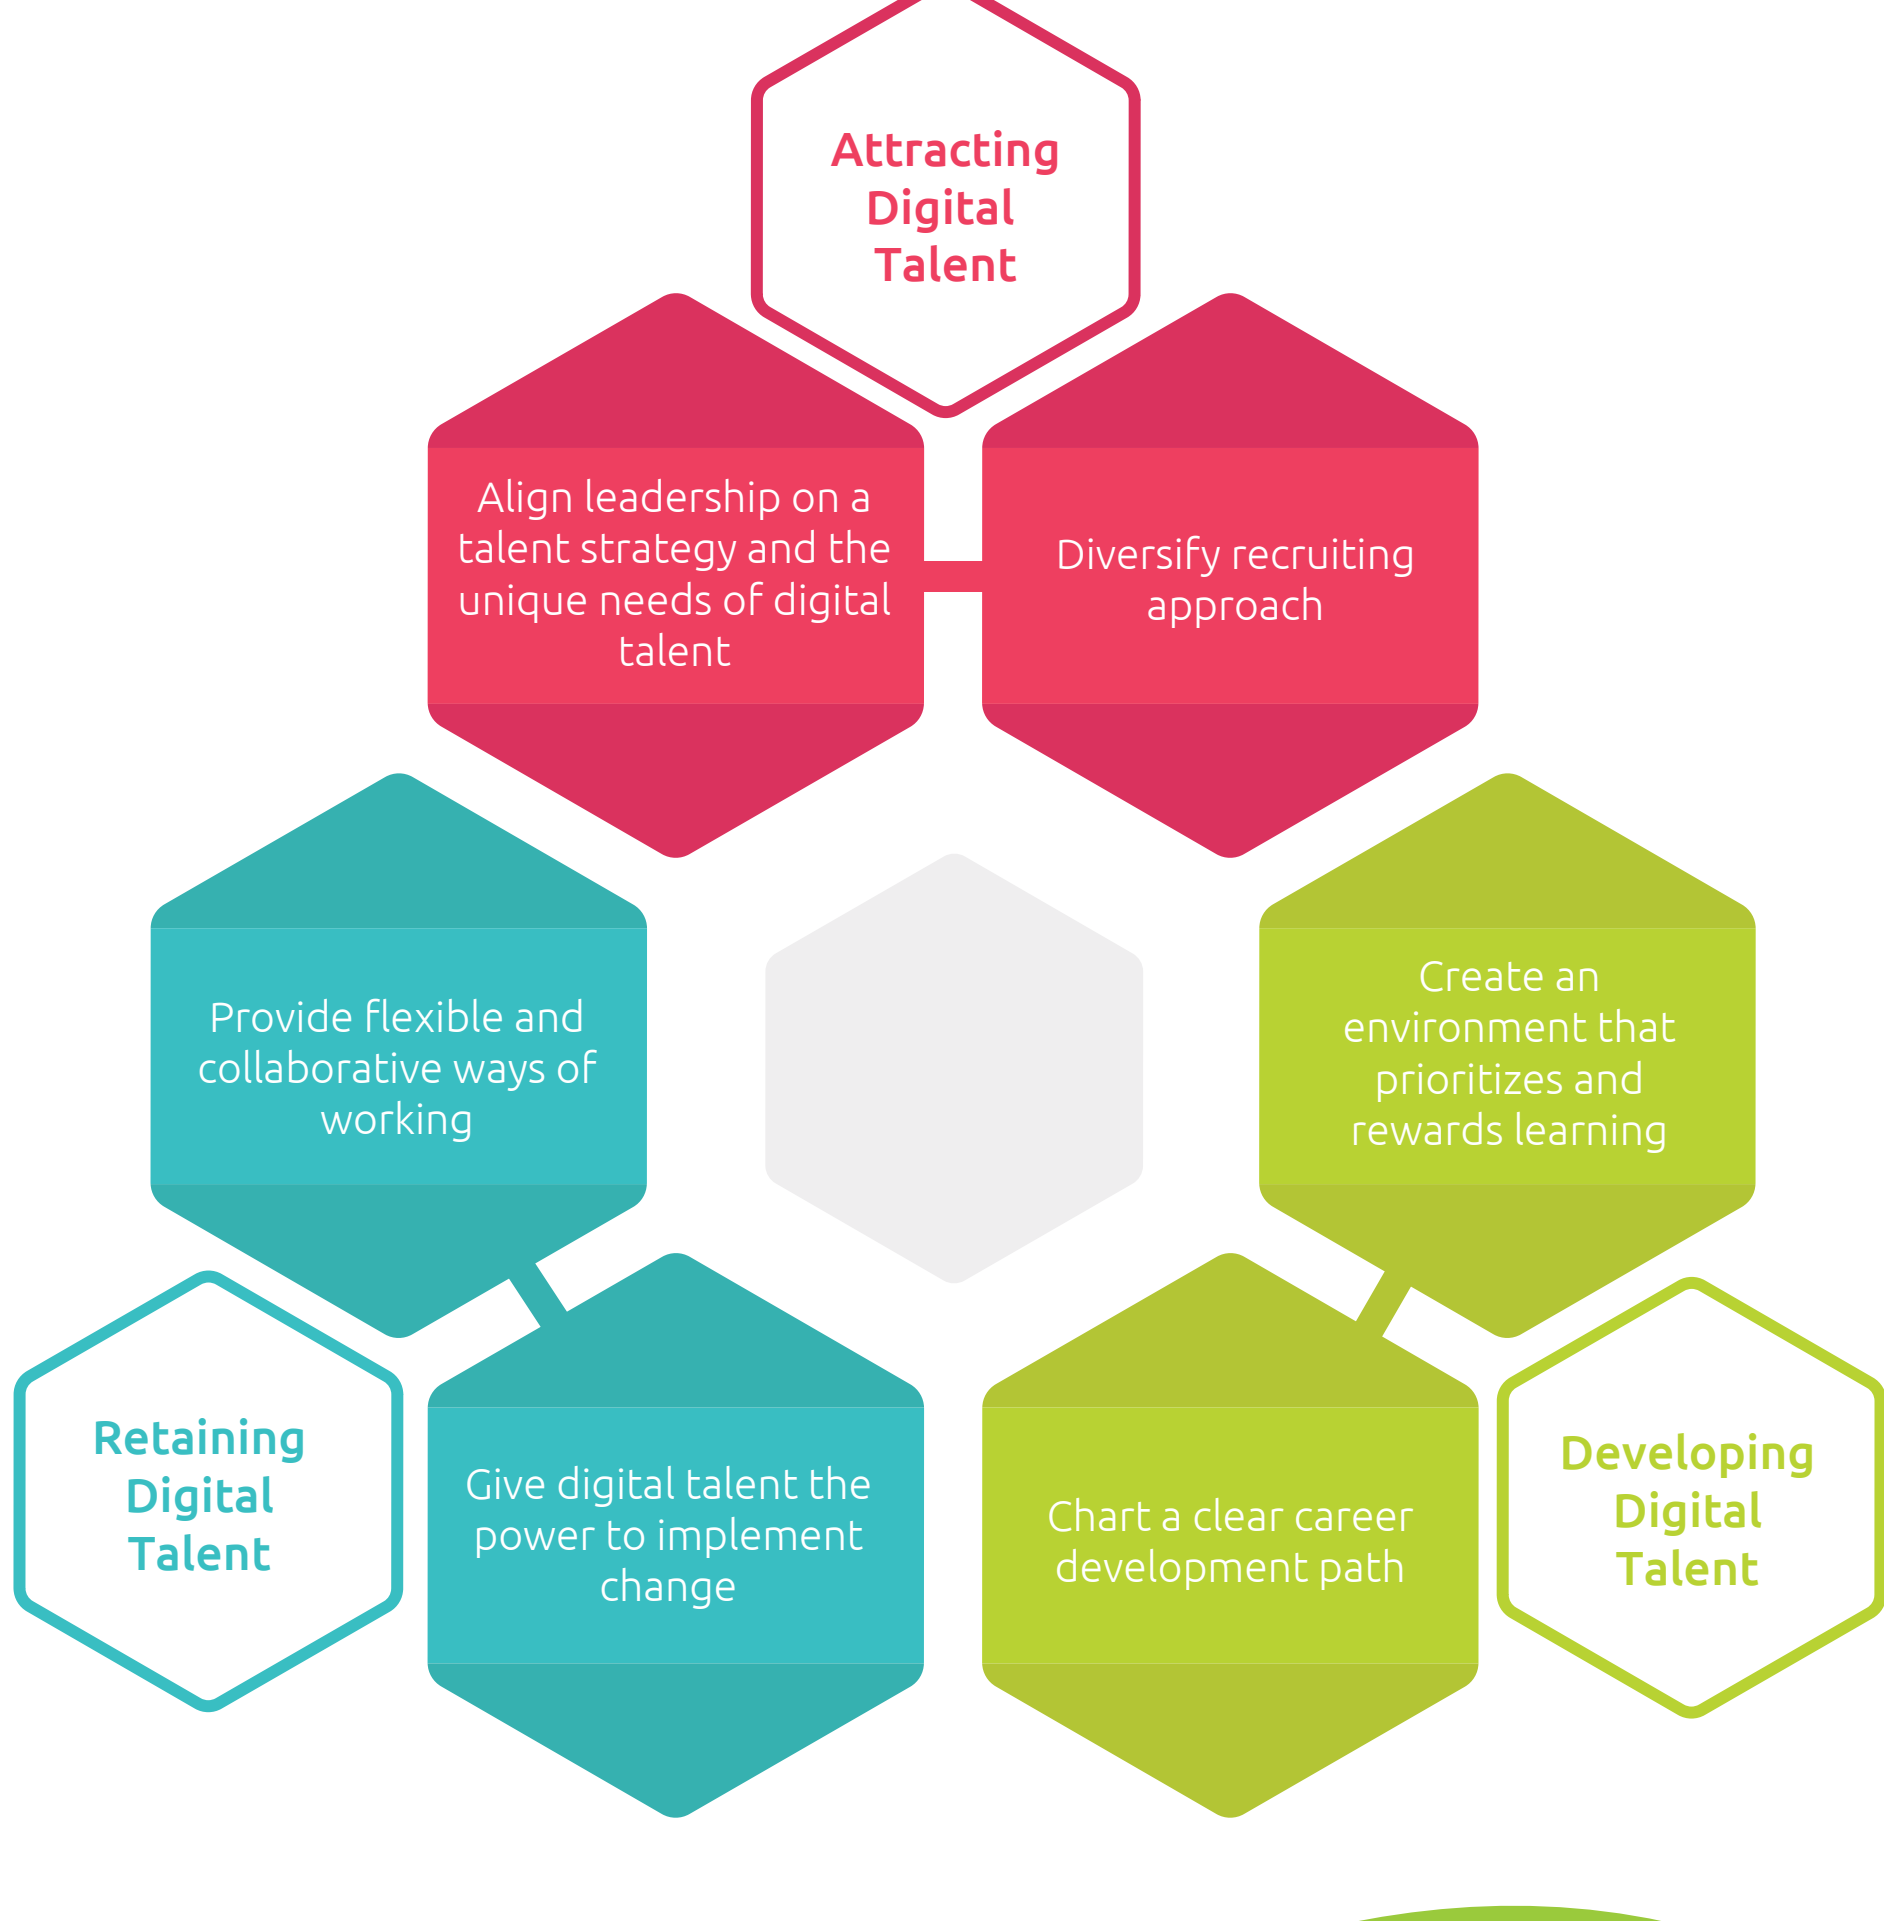 Attracting
Digital
Talent
Align leadership on a
talent strategy and the
unique needs of digital
talent
Diversify recruiting
approach
Provide flexible and
collaborative ways of
working
Create an
environment that
prioritizes and
rewards learning
Retaining
Digital
Talent
Give digital talent the
power to implement
change
Chart a clear career
development path
Developing
Digital
Talent